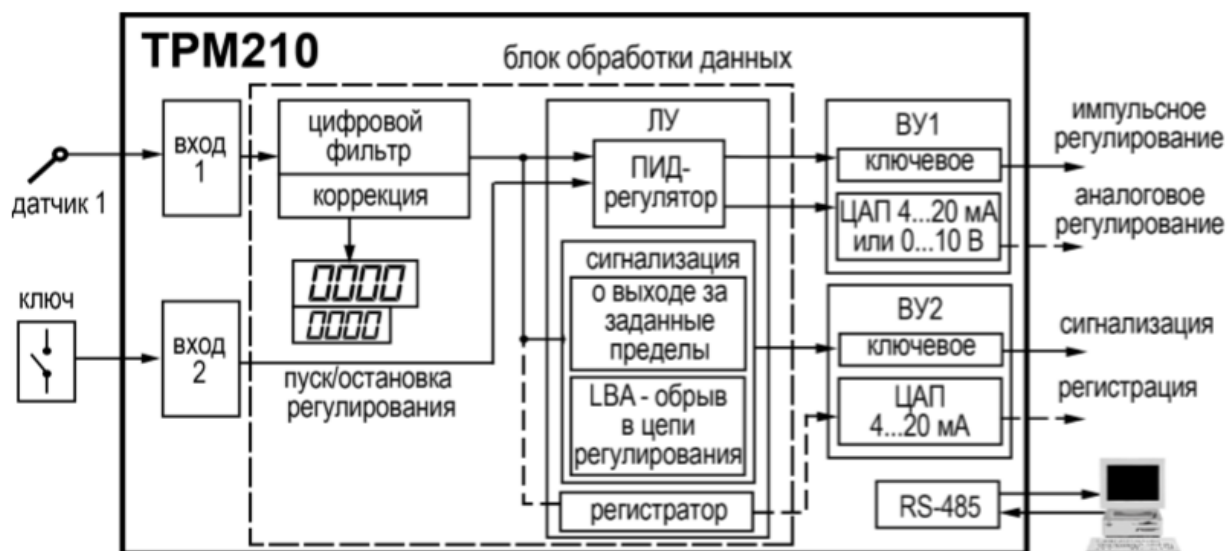 ТРМ210
блок обработки данных
датчик 1
вход
1
цифровой
фильтр
коррекция
0000
0000
ключ
вход
2
пуск/остановка
регулирования
ЛУ
ПИД-
регулятор
сигнализация
о выходе за
заданные
пределы
LBA - обрыв
в цепи
регулирования
регистратор
ВУ1
ключевое
ЦАП 4...20 мА
или 0...10 В
импульсное
регулирование
аналоговое
регулирование
ВУ2
ключевое
ЦАП
4...20 мА
сигнализация
регистрация
RS-485